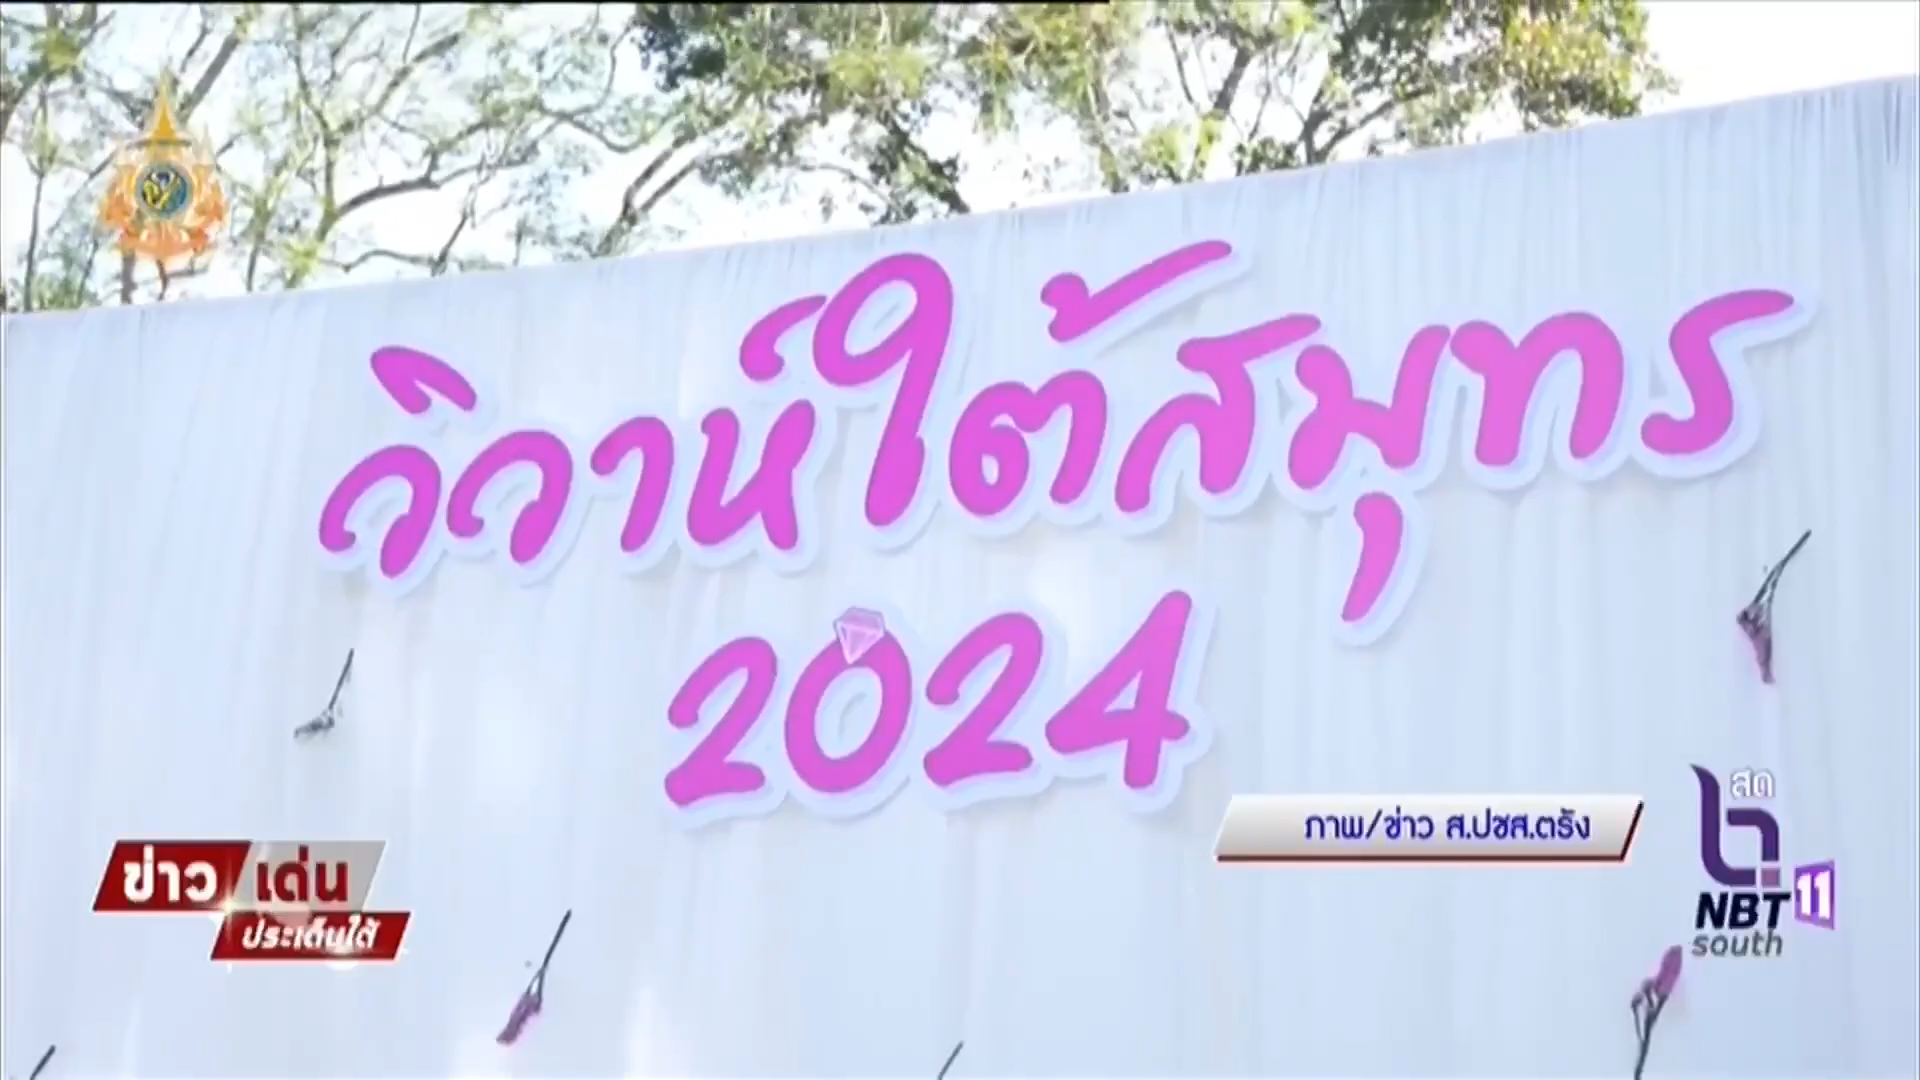 วิวาห์ใต้สมุทร
2024
ภาพ/ข่าว ส.ปชส.ตรัง
สด
NBT 11
south
ข่าวเด่น
ประเด็นใต้